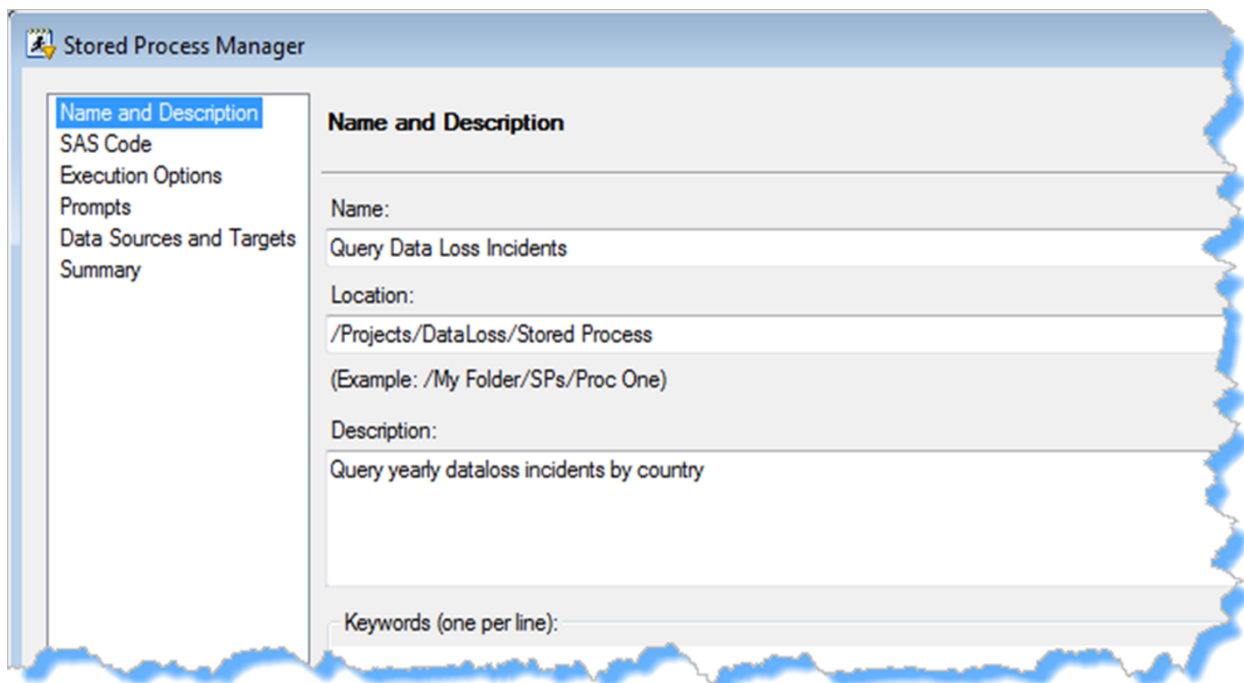 Stored Process Manager
Name and Description
SAS Code
Execution Options
Prompts
Data Sources and Targets
Summary
Name and Description
Name:
Query Data Loss Incidents
Location:
/Projects/DataLoss/Stored Process
(Example: /My Folder/SPs/Proc One)
Description:
Query yearly dataloss incidents by country
Keywords (one per line):